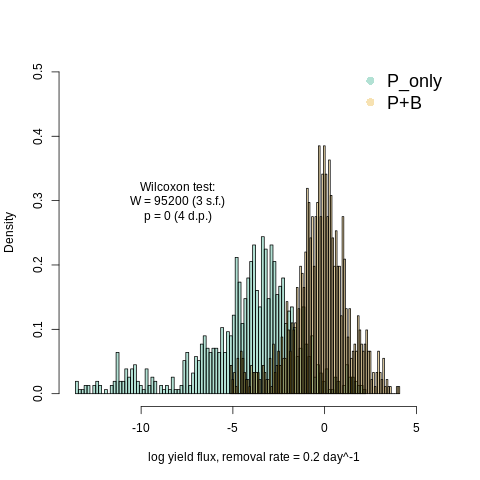 P_only
P+B
Wilcoxon test:
W = 95200 (3 s.f.)
p = 0 (4 d.p.)
Density
0.5
0.4
0.3
0.2
0.1
0.0
-10
-5
0
5
log yield flux, removal rate = 0.2 day^-1